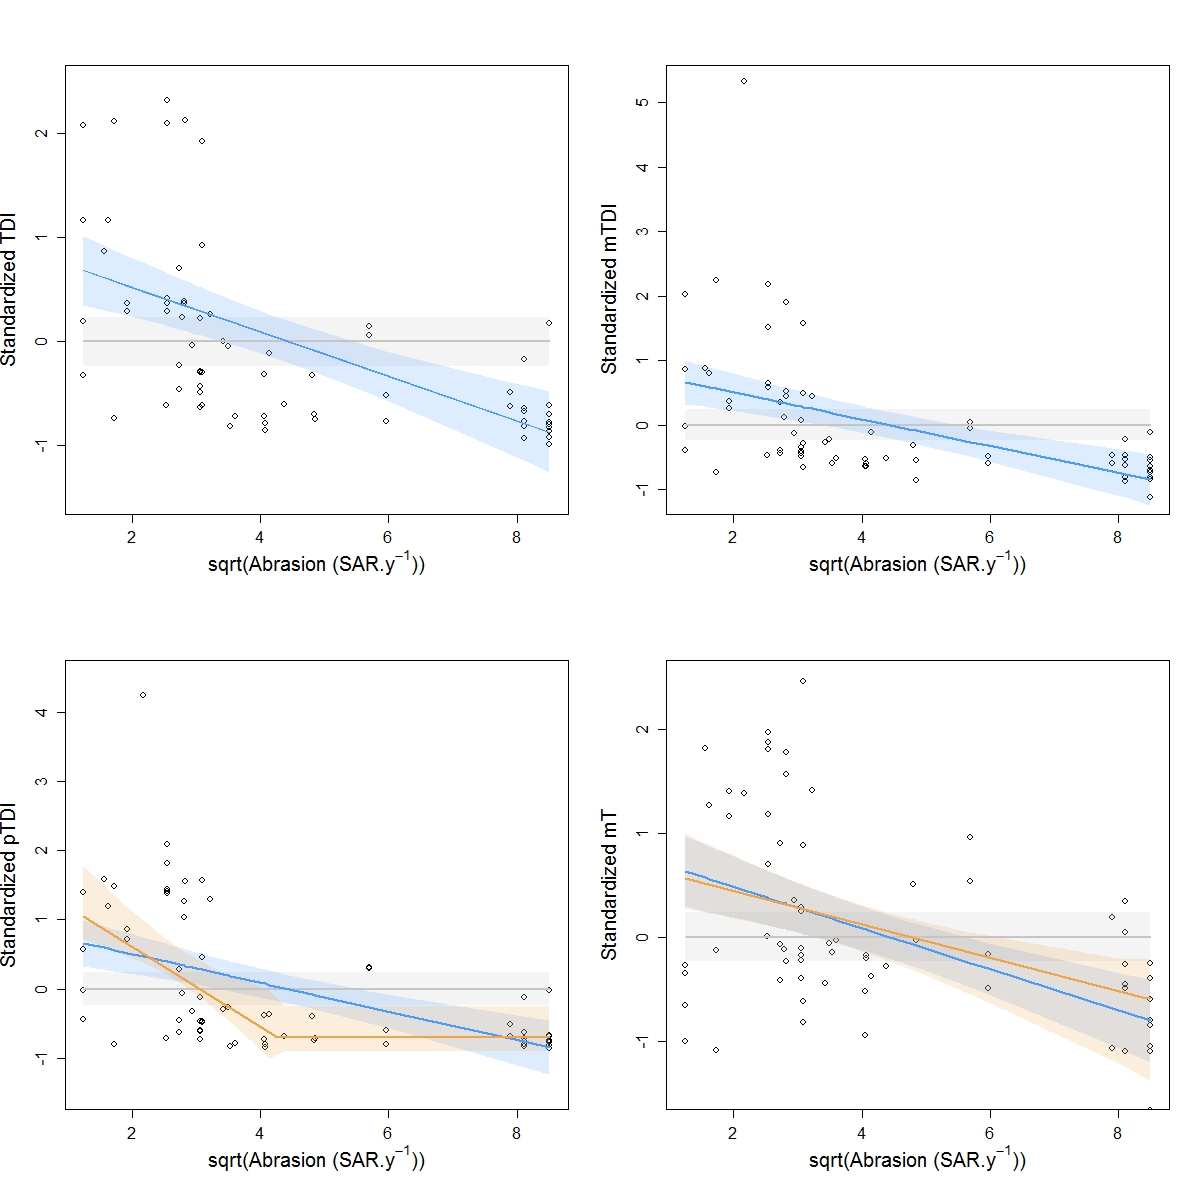 Standardized TDI
2
1
0
-1
2 4 6 8
sqrt(Abrasion (SAR.y⁻¹))
Standardized mTDI
5
4
3
2
1
0
-1
2 4 6 8
sqrt(Abrasion (SAR.y⁻¹))
Standardized pTDI
4
3
2
1
0
-1
2 4 6 8
sqrt(Abrasion (SAR.y⁻¹))
Standardized mT
2
1
0
-1
2 4 6 8
sqrt(Abrasion (SAR.y⁻¹))